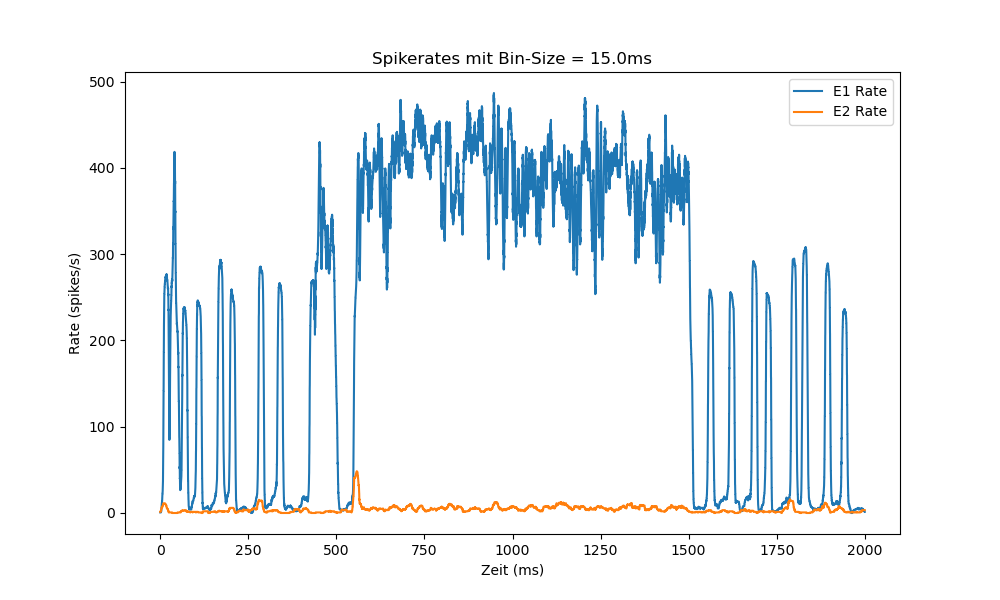 Spikerates mit Bin-Size = 15.0ms
E1 Rate
E2 Rate
Rate (spikes/s)
500
400
300
200
100
0
0 250 500 750 1000 1250 1500 1750 2000
Zeit (ms)